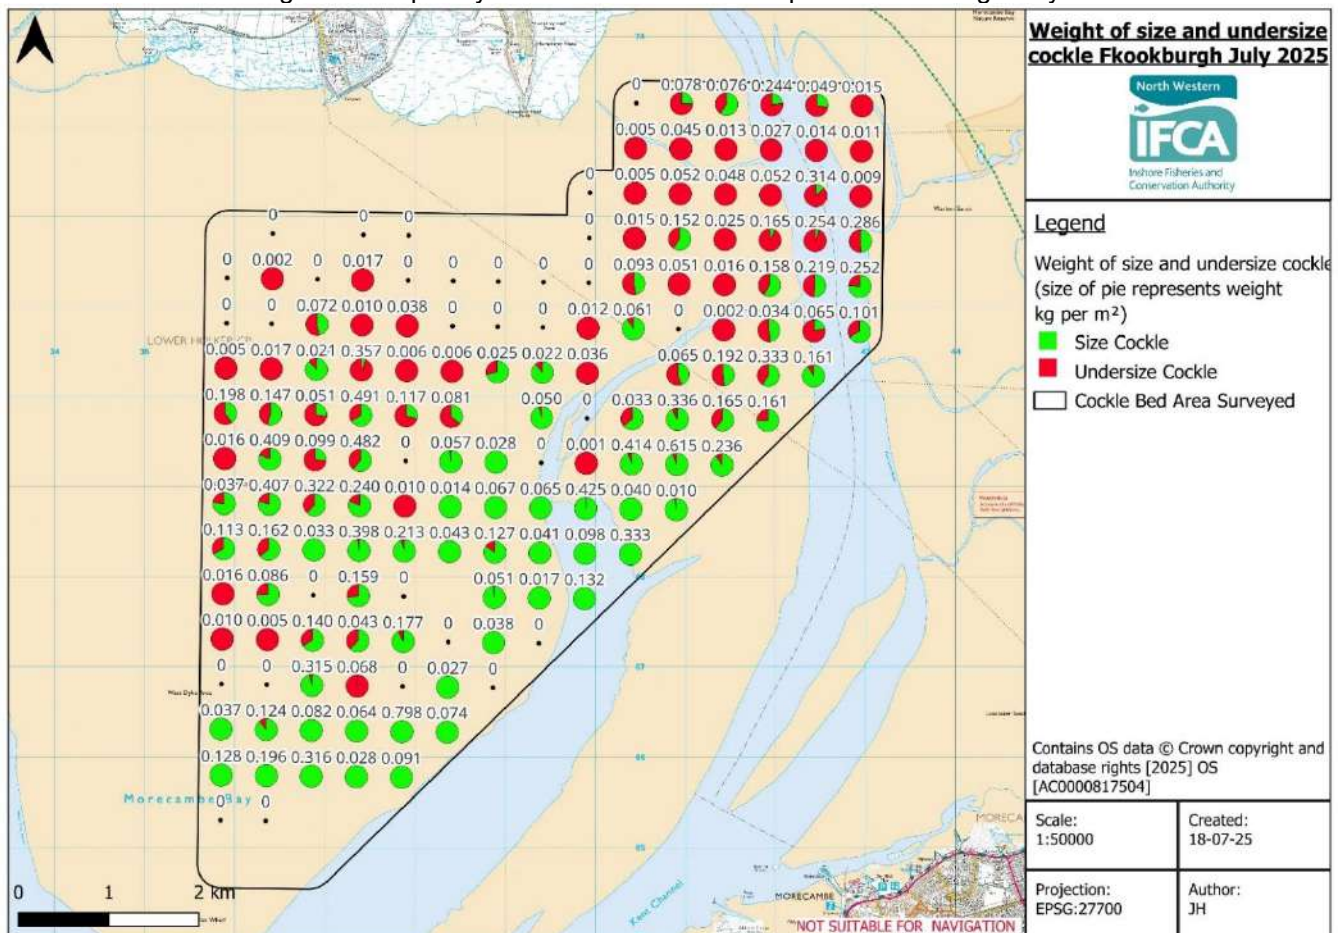 Weight of size and undersize
cockle Fkookburgh July 2025
North Western
IFCA
Inshore Fisheries and
Conservation Authority
Legend
Weight of size and undersize cockle
(size of pie represents weight
kg per m²)
Size Cockle
Undersize Cockle
Cockle Bed Area Surveyed
0 0.078 0.076 0.244 0.049 0.015
0.005 0.045 0.013 0.027 0.014 0.011
0 0.005 0.052 0.048 0.052 0.314 0.009
0 0 0 0 0.015 0.152 0.025 0.165 0.254 0.286
0 0.002 0 0.017 0 0 0 0 0 0.093 0.051 0.016 0.158 0.219 0.252
0 0 0.072 0.010 0.038 0 0 0 0.012 0.061 0 0.002 0.034 0.065 0.101
LOWER HOLKER CP
34
44
0.005 0.017 0.021 0.357 0.006 0.006 0.025 0.022 0.036 0.065 0.192 0.333 0.161
0.198 0.147 0.051 0.491 0.117 0.081 0.050 0 0.033 0.336 0.165 0.161
0.016 0.409 0.099 0.482 0 0.057 0.028 0 0.001 0.414 0.615 0.236
0.037 0.407 0.322 0.240 0.010 0.014 0.067 0.065 0.425 0.040 0.010
0.113 0.162 0.033 0.398 0.213 0.043 0.127 0.041 0.098 0.333
0.016 0.086 0 0.159 0 0.051 0.017 0.132
0.010 0.005 0.140 0.043 0.177 0 0.038 0
0 0 0.315 0.068 0 0.027 0
0.037 0.124 0.082 0.064 0.798 0.074
0.128 0.196 0.316 0.028 0.091
Morecambe Bay
0 0
Kent Channel
MORECAMBE
NOT SUITABLE FOR NAVIGATION
0 1 2 km
Contains OS data © Crown copyright and
database rights [2025] OS
[AC0000817504]
Scale:
1:50000
Created:
18-07-25
Projection:
EPSG:27700
Author:
JH